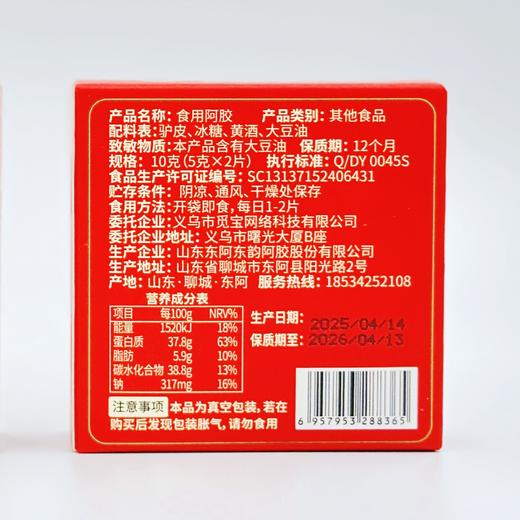 产品名称：食用阿胶 产品类别：其他食品
配料表：驴皮、冰糖、黄酒、大豆油
致敏物质：本产品含有大豆油 保质期：12个月
规格：10克（5克×2片） 执行标准：Q/DY 0045S
食品生产许可证编号：SC13137152406431
贮存条件：阴凉、通风、干燥处保存
食用方法：开袋即食，每日1-2片
委托企业：义乌市觅宝网络科技有限公司
委托企业地址：义乌市曙光大厦B座
生产企业：山东东阿东韵阿胶股份有限公司
生产地址：山东省聊城市东阿县阳光路2号
产地：山东·聊城·东阿 服务热线：18534252108
营养成分表
项目 每100g NRV%
能量 1520kJ 18%
蛋白质 37.8g 63%
脂肪 5.9g 10%
碳水化合物 38.8g 13%
钠 317mg 16%
生产日期：2025/04/14
保质期至：2026/04/13
注意事项 本品为真空包装，若在
购买后发现包装胀气，请勿食用
6 957953 288365